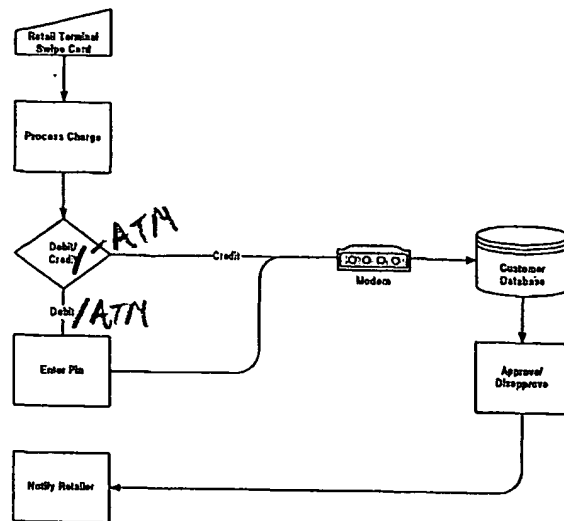 Retail Terminal
Swipe Card
Process Charge
Debit/
Credit
/-ATM
Credit
Debit
/ATM
Modem
Customer
Database
Enter Pin
Approve/
Disapprove
Notify Retailer